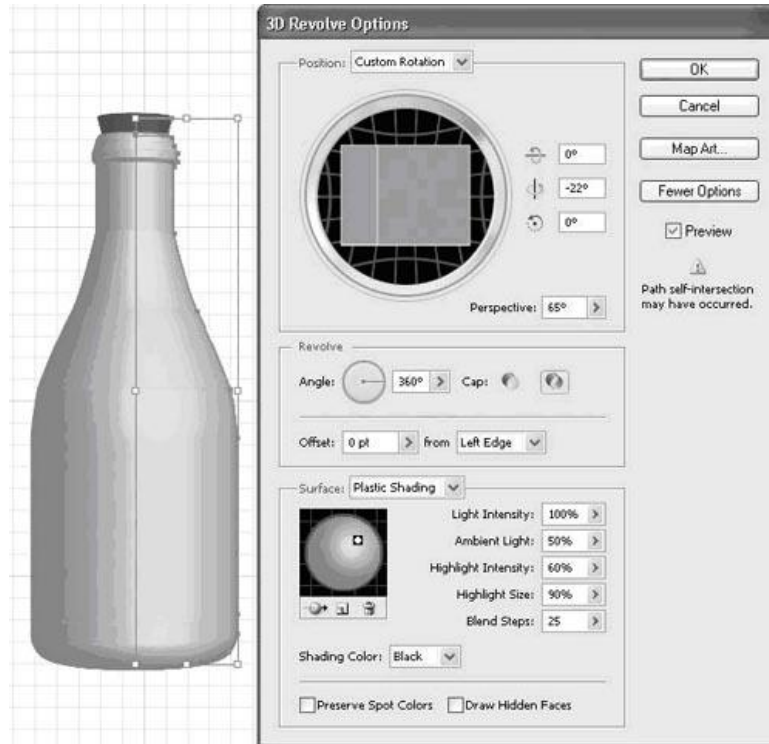 3D Revolve Options
Position: Custom Rotation
OK
Cancel
Map Art...
Fewer Options
Preview
Path self-intersection
may have occurred.
0°
-22°
0°
Perspective: 65°
Revolve
Angle: 360° Cap:
Offset: 0 pt from Left Edge
Surface: Plastic Shading
Light Intensity: 100%
Ambient Light: 50%
Highlight Intensity: 60%
Highlight Size: 90%
Blend Steps: 25
Shading Color: Black
Preserve Spot Colors Draw Hidden Faces